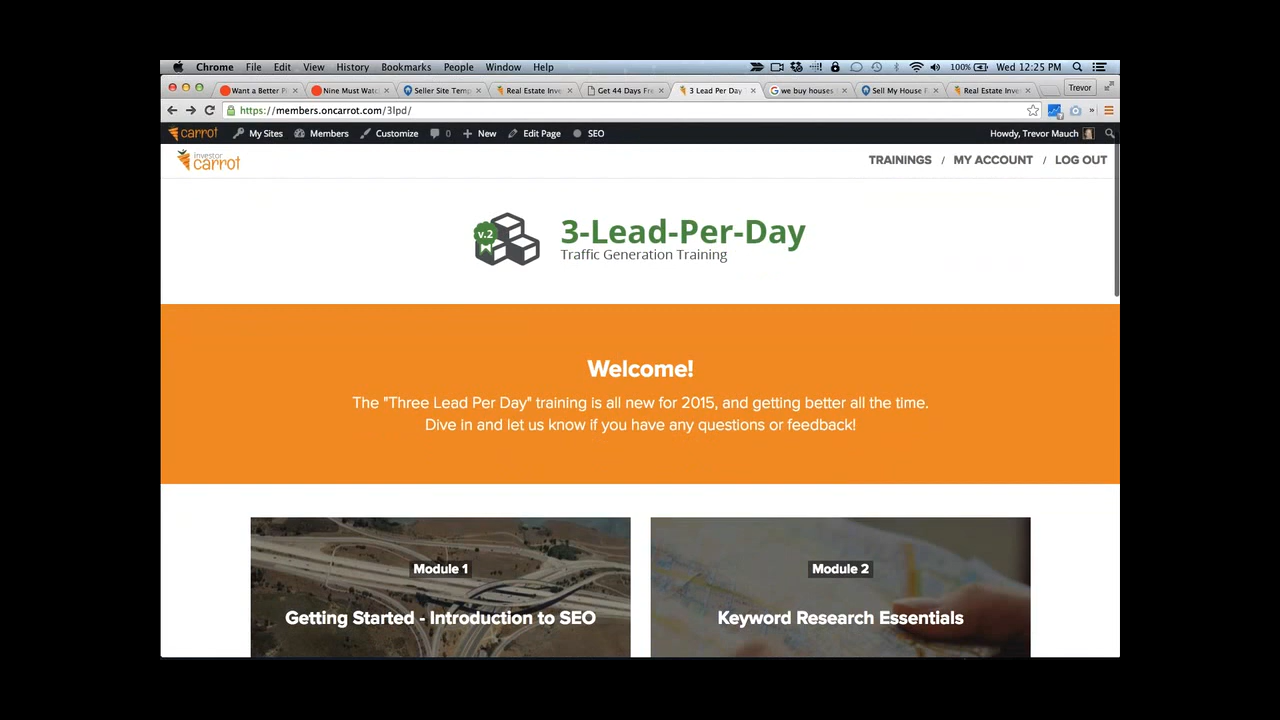 Chrome File Edit View History Bookmarks People Window Help 100% Wed 12:25 PM
Want a Better Pi Nine Must Watc Seller Site Temp Real Estate Inve Get 44 Days Fre 3 Lead Per Day we buy houses Sell My House F Real Estate Inve Trevor
https://members.oncarrot.com/3lpd/
carrot My Sites Members Customize 0 New Edit Page SEO Howdy, Trevor Mauch
Investor
carrot
TRAININGS / MY ACCOUNT / LOG OUT
v.2
3-Lead-Per-Day
Traffic Generation Training
Welcome!
The "Three Lead Per Day" training is all new for 2015, and getting better all the time.
Dive in and let us know if you have any questions or feedback!
Module 1
Getting Started - Introduction to SEO
Module 2
Keyword Research Essentials